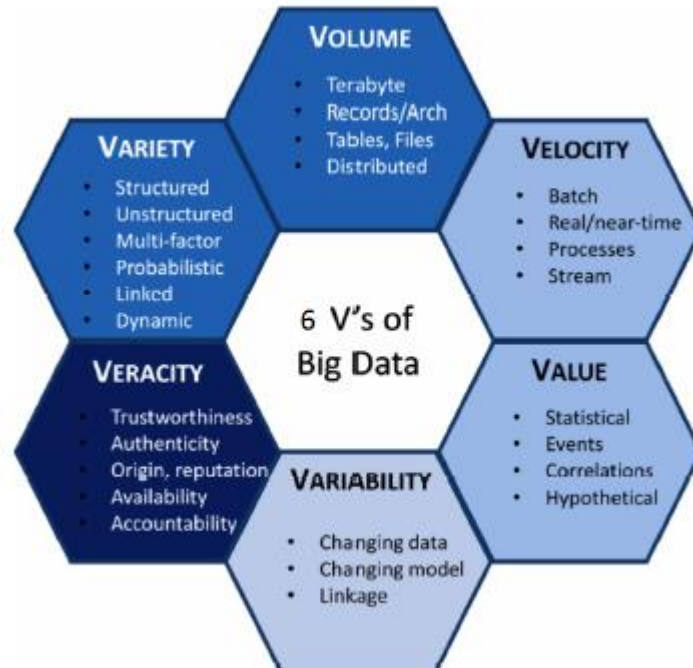 VOLUME
• Terabyte
• Records/Arch
• Tables, Files
• Distributed
VARIETY
• Structured
• Unstructured
• Multi-factor
• Probabilistic
• Linked
• Dynamic
VELOCITY
• Batch
• Real/near-time
• Processes
• Stream
6 V's of
Big Data
VERACITY
• Trustworthiness
• Authenticity
• Origin, reputation
• Availability
• Accountability
VALUE
• Statistical
• Events
• Correlations
• Hypothetical
VARIABILITY
• Changing data
• Changing model
• Linkage